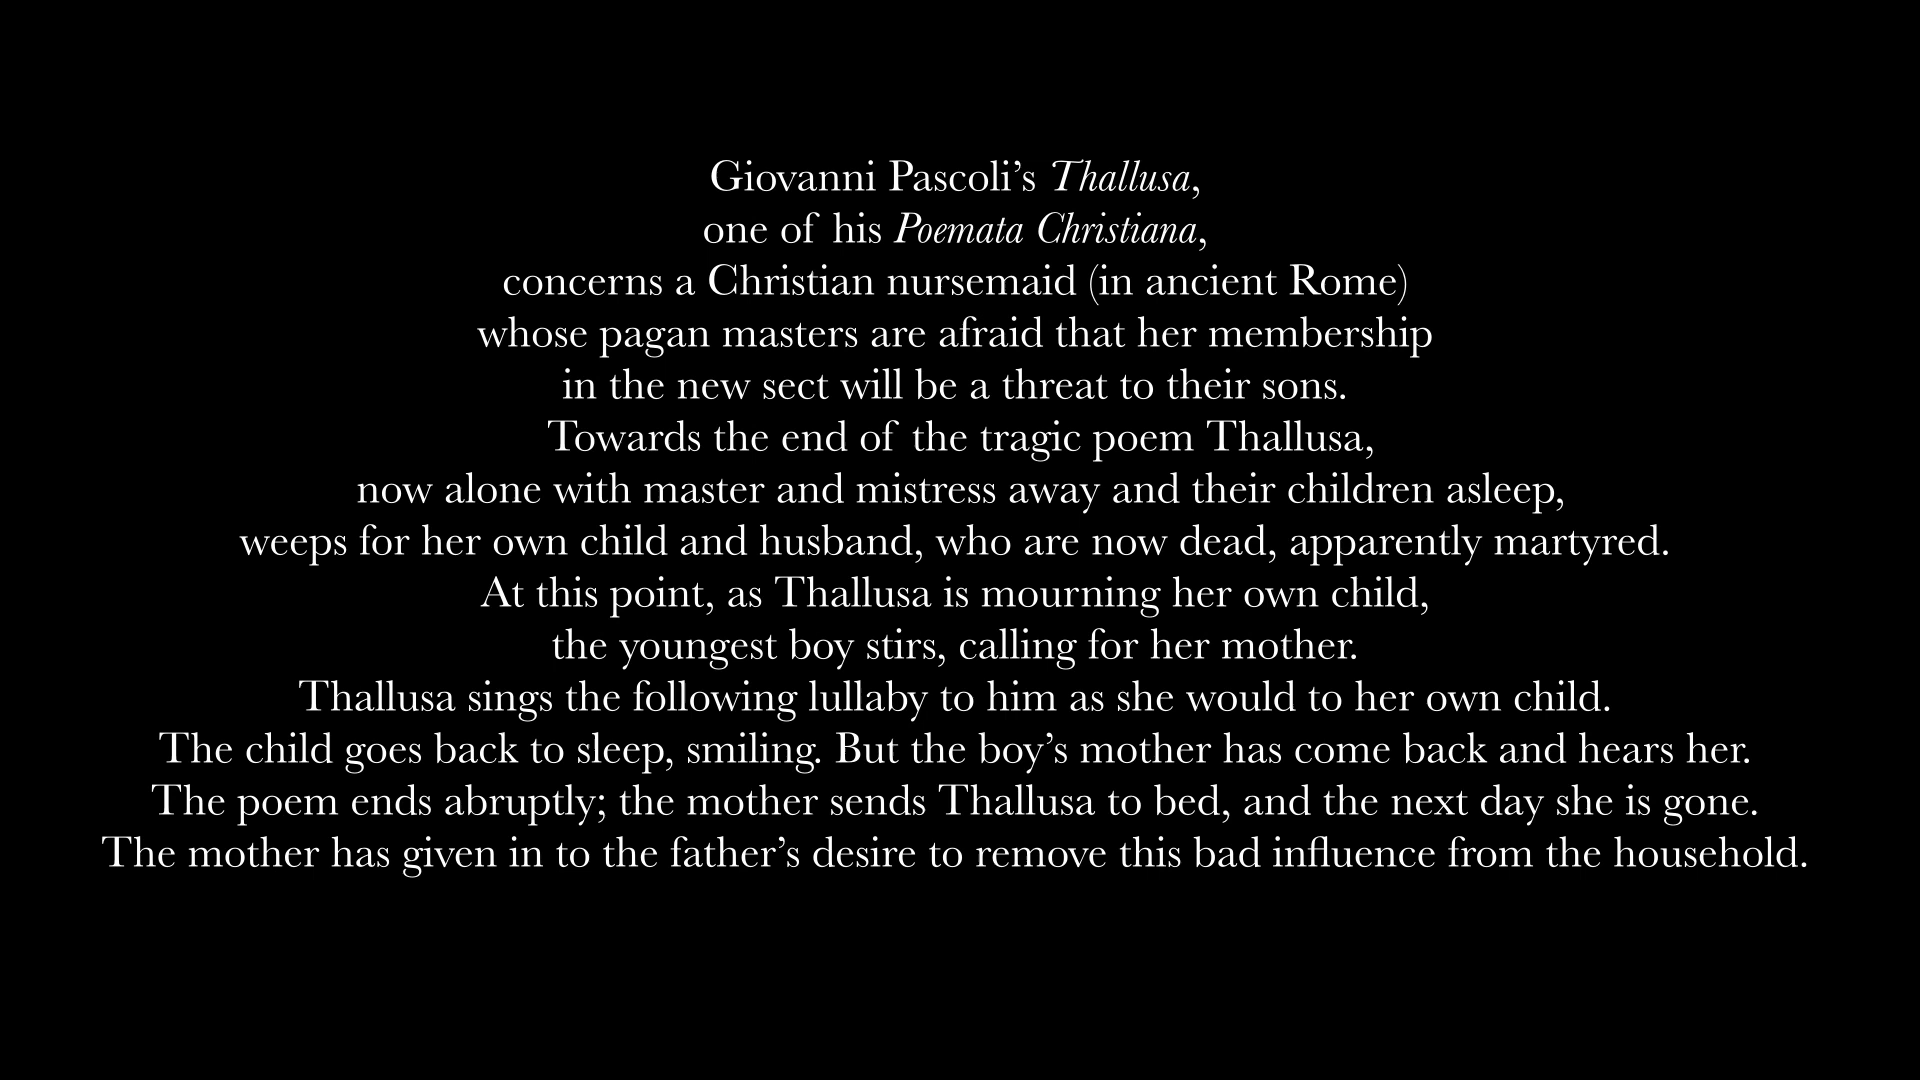 Giovanni Pascoli’s Thallusa,
one of his Poemata Christiana,
concerns a Christian nursemaid (in ancient Rome)
whose pagan masters are afraid that her membership
in the new sect will be a threat to their sons.
Towards the end of the tragic poem Thallusa,
now alone with master and mistress away and their children asleep,
weeps for her own child and husband, who are now dead, apparently martyred.
At this point, as Thallusa is mourning her own child,
the youngest boy stirs, calling for her mother.
Thallusa sings the following lullaby to him as she would to her own child.
The child goes back to sleep, smiling. But the boy’s mother has come back and hears her.
The poem ends abruptly; the mother sends Thallusa to bed, and the next day she is gone.
The mother has given in to the father’s desire to remove this bad influence from the household.